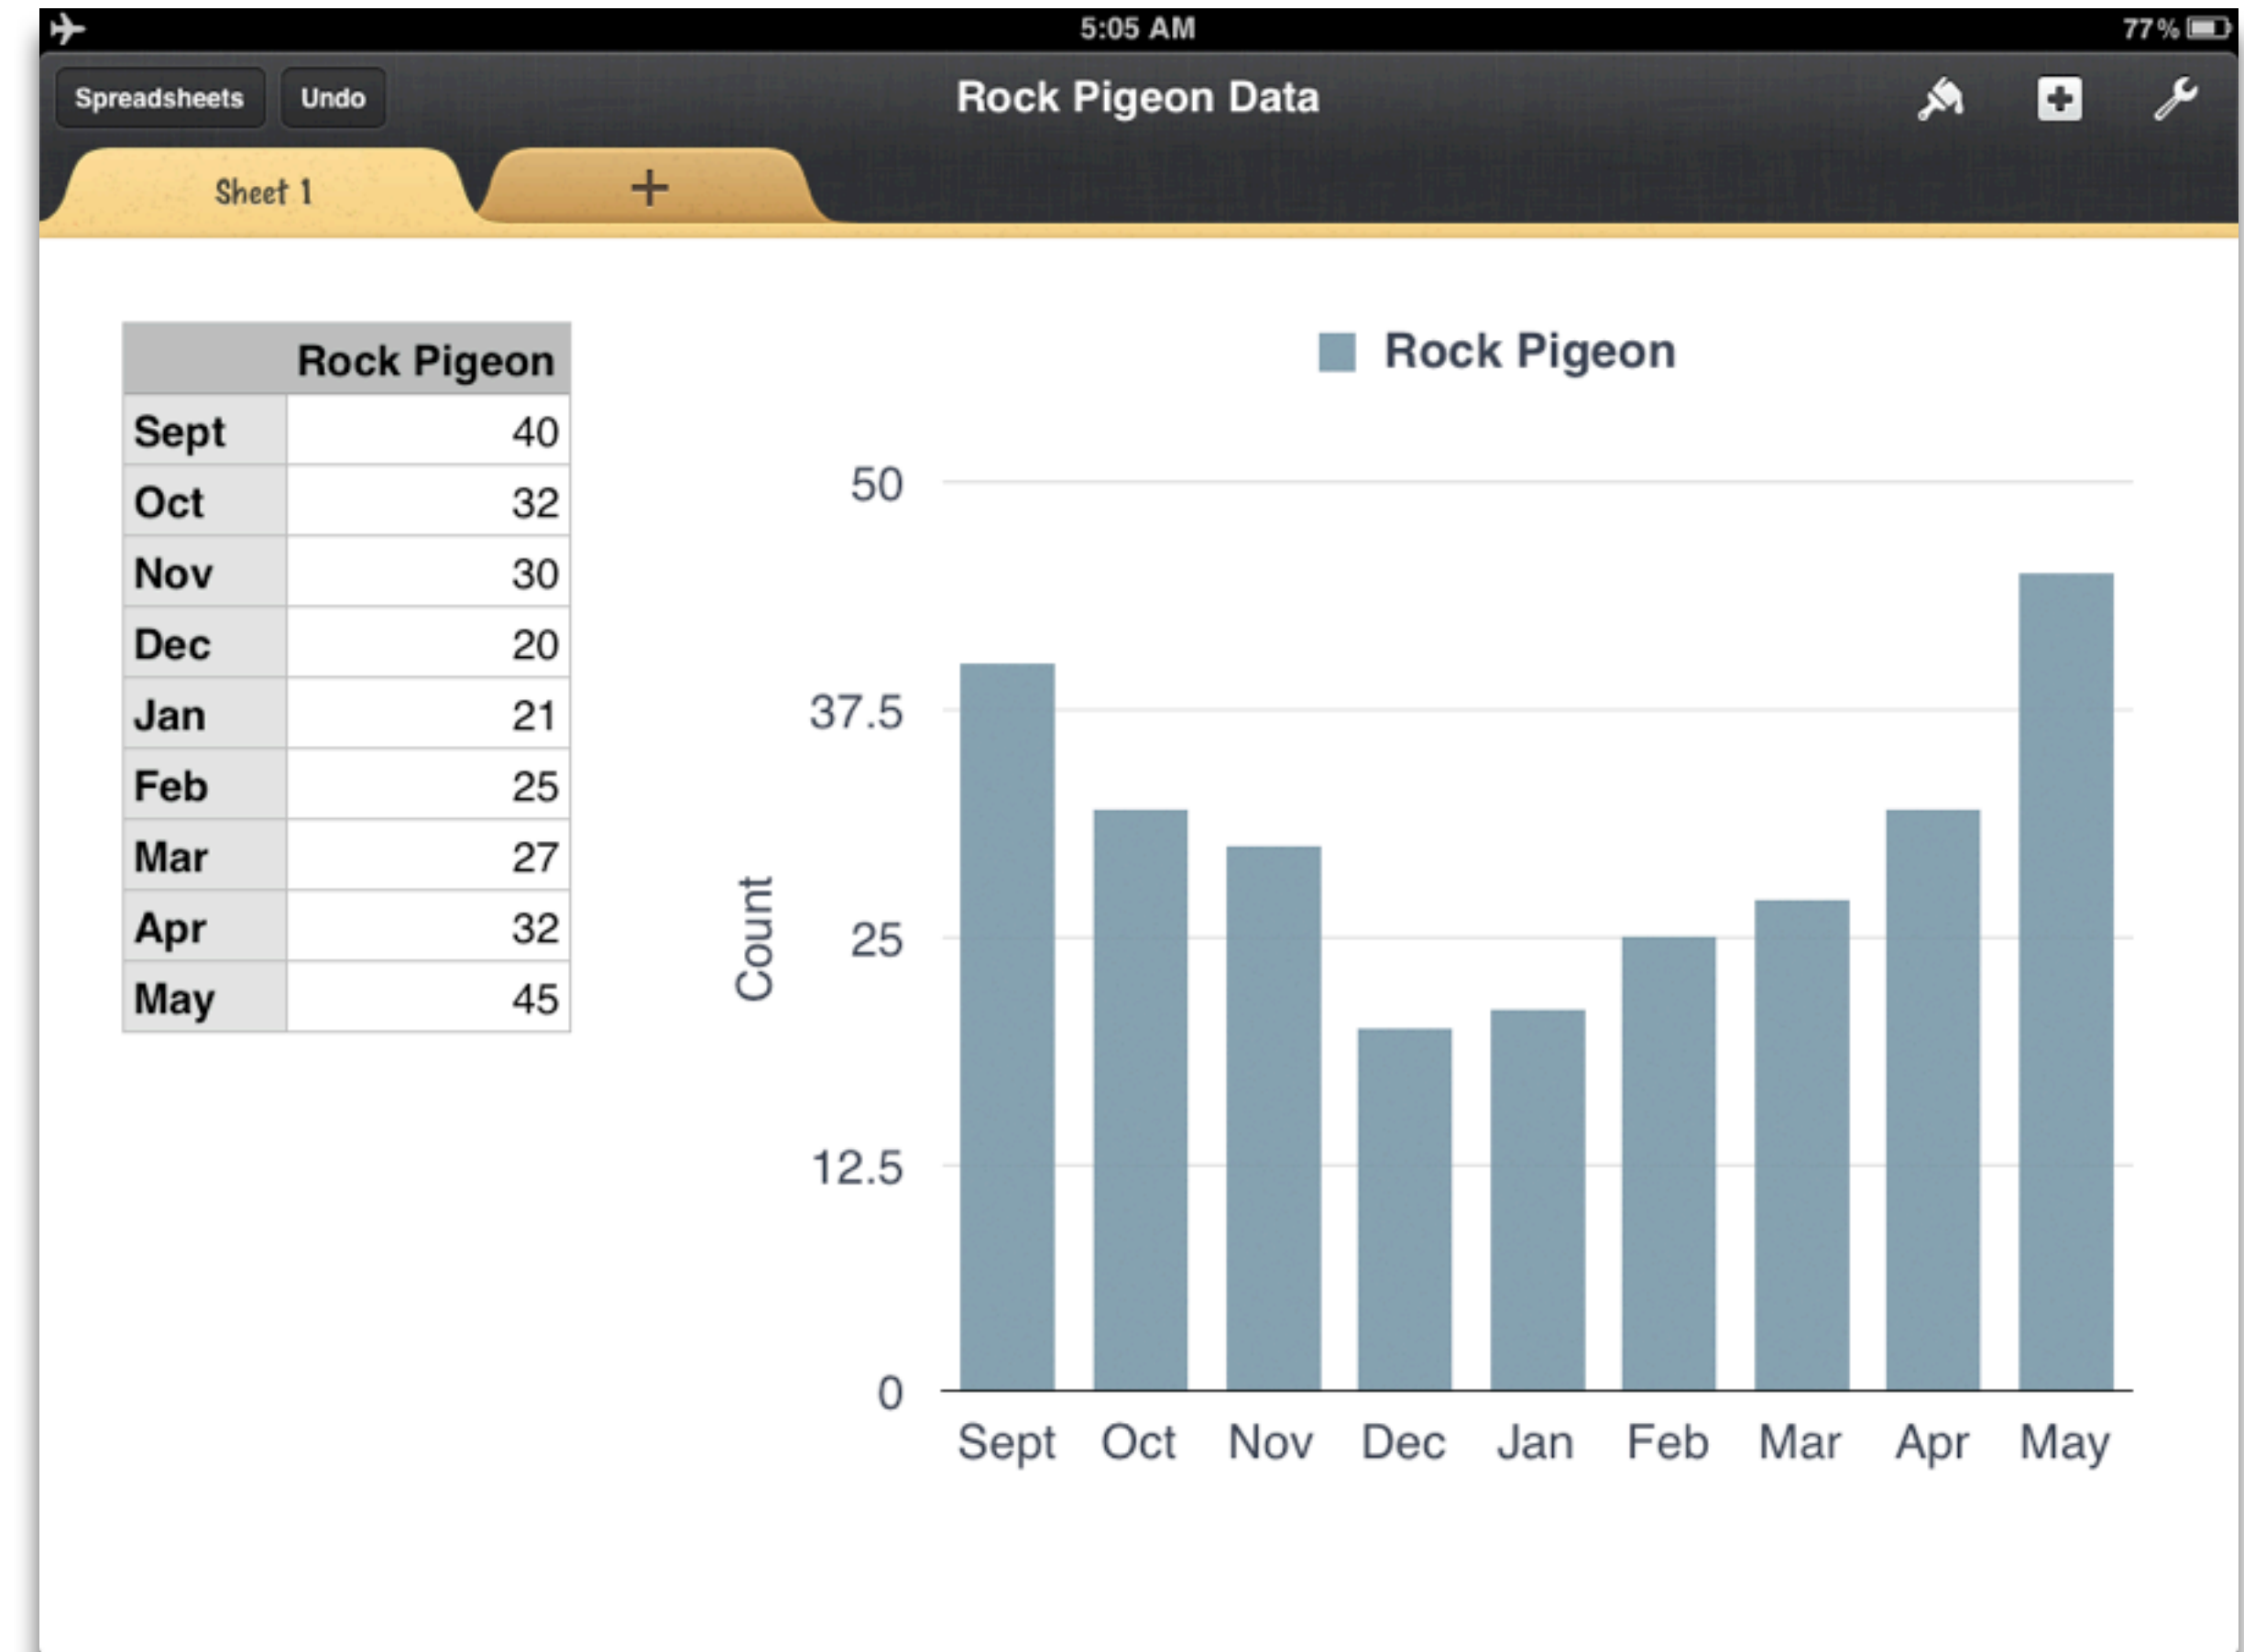 5:05 AM
77%
Spreadsheets
Undo
Rock Pigeon Data
Sheet 1
+
Rock Pigeon
Sept 40
Oct 32
Nov 30
Dec 20
Jan 21
Feb 25
Mar 27
Apr 32
May 45
Rock Pigeon
Count
50
37.5
25
12.5
0
Sept Oct Nov Dec Jan Feb Mar Apr May